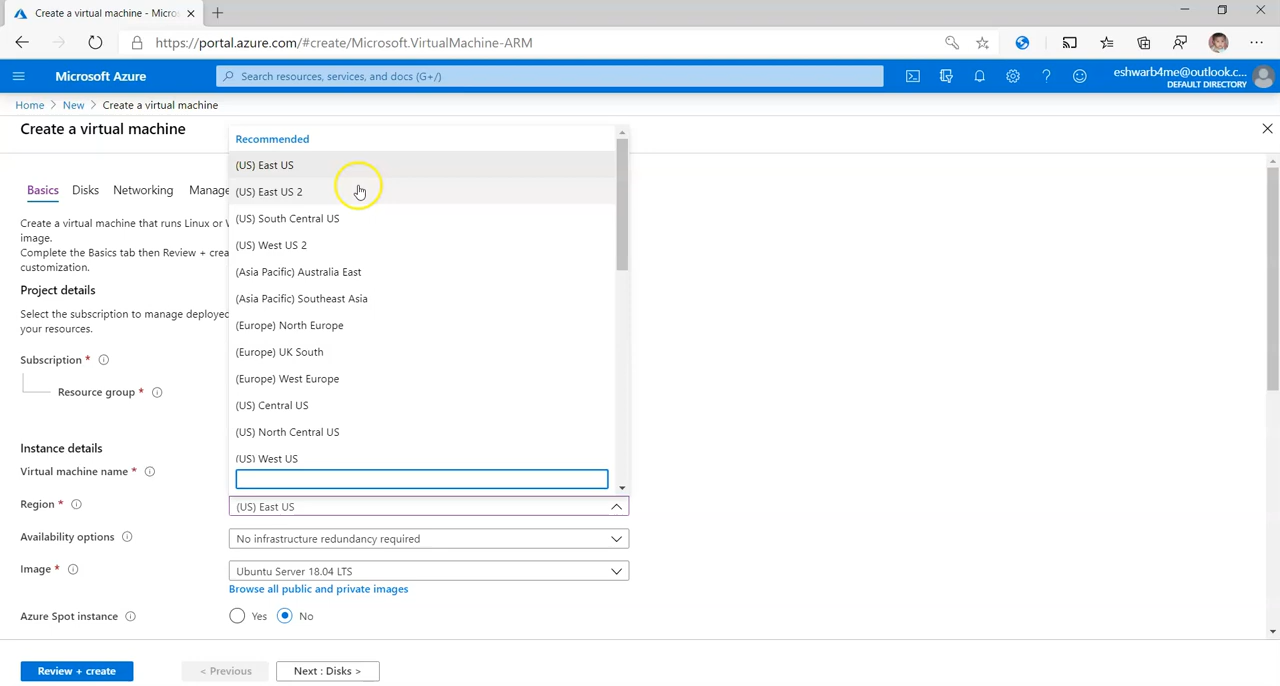 Create a virtual machine - Micro
https://portal.azure.com/#create/Microsoft.VirtualMachine-ARM
Microsoft Azure
Search resources, services, and docs (G+/)
eshwarb4me@outlook.c...
DEFAULT DIRECTORY
Home > New > Create a virtual machine
Create a virtual machine
Basics Disks Networking Manage
Create a virtual machine that runs Linux or
image.
Complete the Basics tab then Review +
customization.
Project details
Select the subscription to manage deployed
your resources.
Subscription *
Resource group *
Instance details
Virtual machine name *
Recommended
(US) East US
(US) East US 2
(US) South Central US
(US) West US 2
(Asia Pacific) Australia East
(Asia Pacific) Southeast Asia
(Europe) North Europe
(Europe) UK South
(Europe) West Europe
(US) Central US
(US) North Central US
(US) West US
Region * (US) East US
Availability options No infrastructure redundancy required
Image * Ubuntu Server 18.04 LTS
Browse all public and private images
Azure Spot instance Yes No
Review + create < Previous Next : Disks >